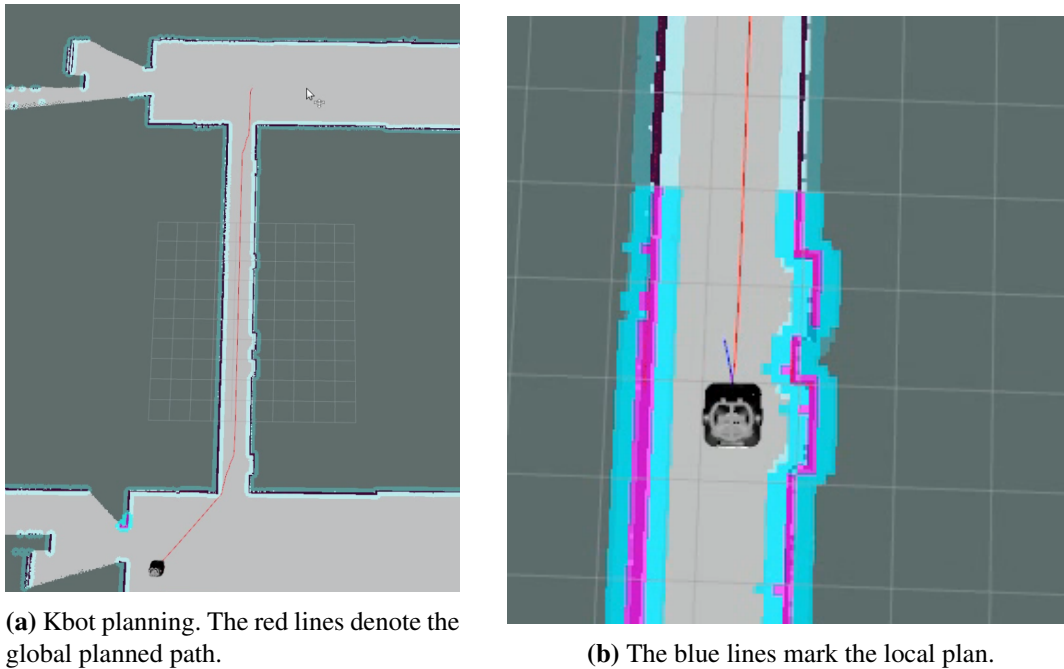 (a) Kbot planning. The red lines denote the
global planned path.
(b) The blue lines mark the local plan.